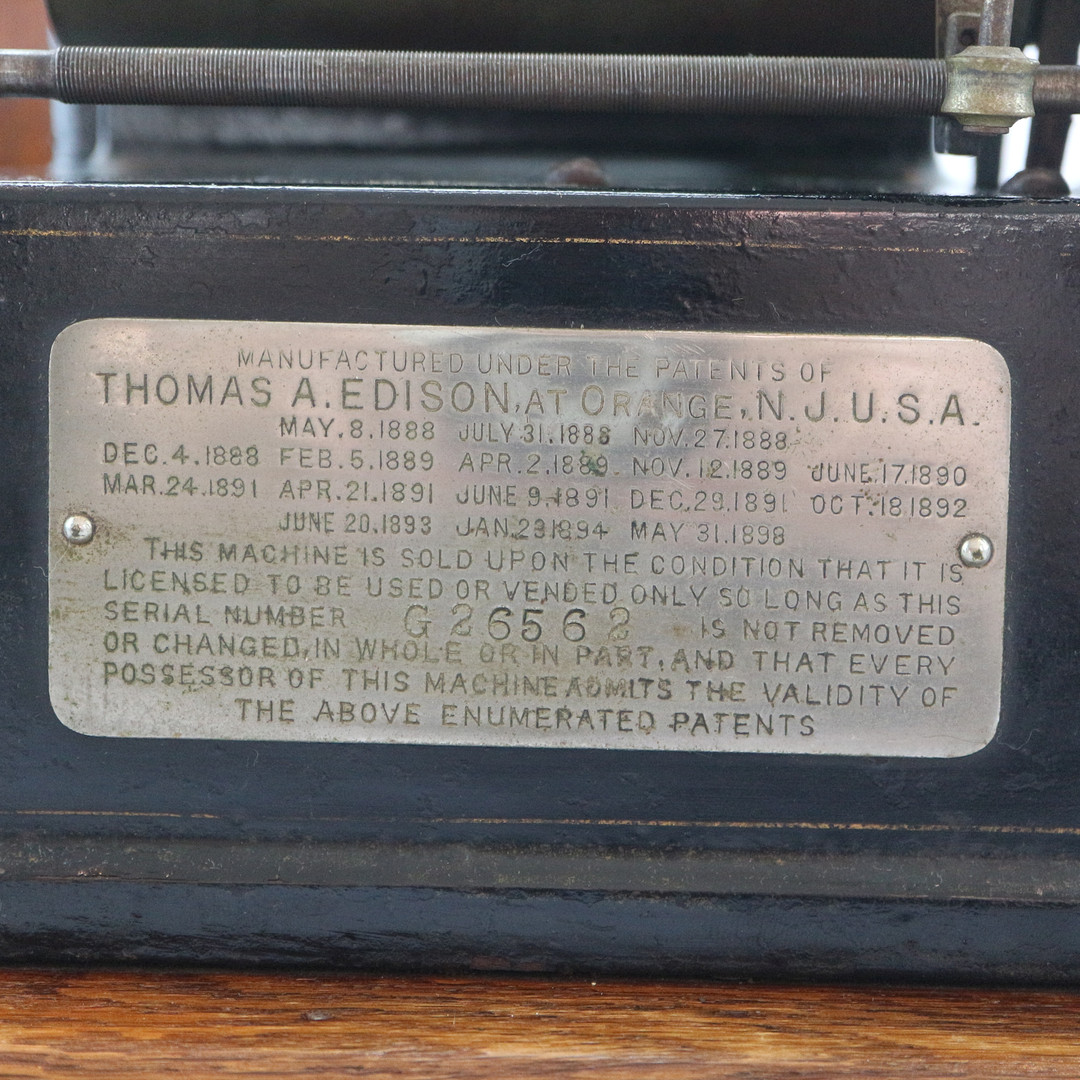 MANUFACTURED UNDER THE PATENTS OF
THOMAS A. EDISON, AT ORANGE, N.J.U.S.A.
MAY.8.1888 JULY 31.1888 NOV.27.1888
DEC.4.1888 FEB.5.1889 APR.2.1889 NOV.12.1889 JUNE.17.1890
MAR.24.1891 APR.21.1891 JUNE 9.1891 DEC.29.1891 OCT.18.1892
JUNE 20.1893 JAN.23.1894 MAY 31.1898
THIS MACHINE IS SOLD UPON THE CONDITION THAT IT IS
LICENSED TO BE USED OR VENDED ONLY SO LONG AS THIS
SERIAL NUMBER G26562 IS NOT REMOVED
OR CHANGED, IN WHOLE OR IN PART, AND THAT EVERY
POSSESSOR OF THIS MACHINE ADMITS THE VALIDITY OF
THE ABOVE ENUMERATED PATENTS